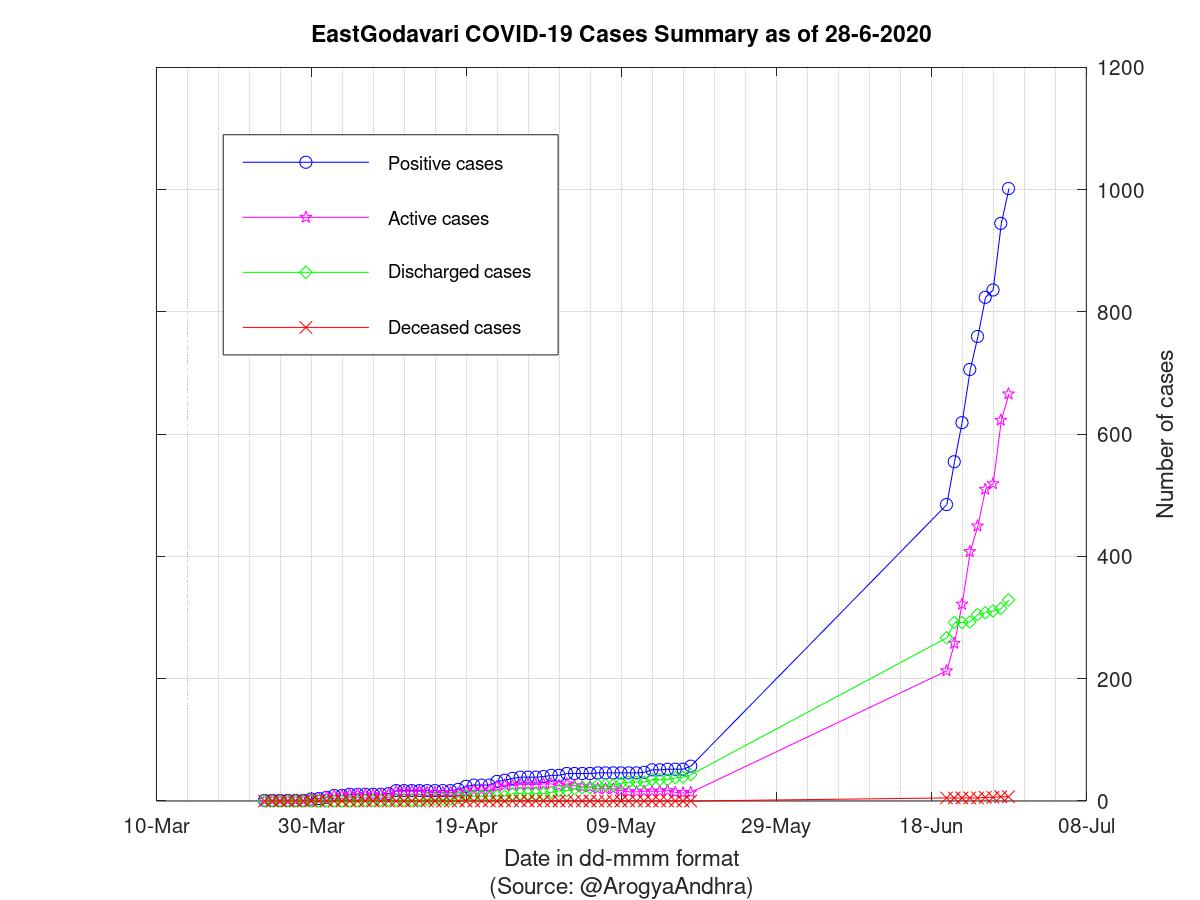 EastGodavari COVID-19 Cases Summary as of 28-6-2020
1200
Positive cases
1000
Active cases
Discharged cases
800
Deceased cases
600
Number of cases
400
200
0
10-Mar 30-Mar 19-Apr 09-May 29-May 18-Jun 08-Jul
Date in dd-mmm format
(Source: @ArogyaAndhra)